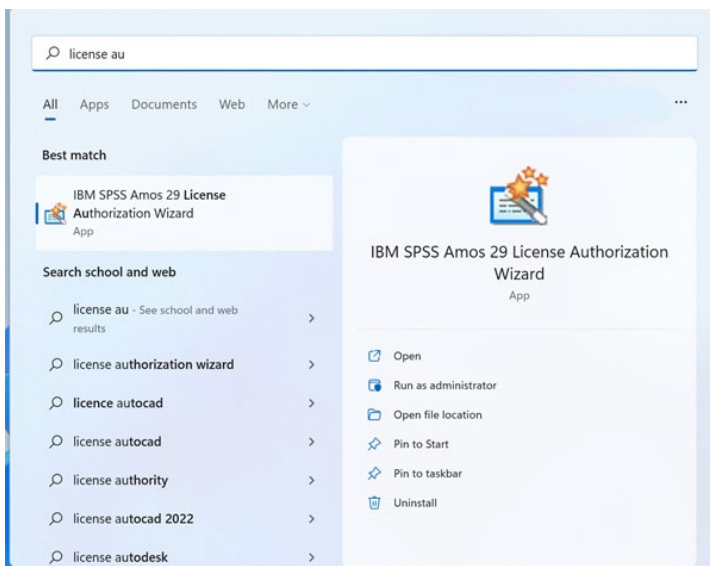 license au
All Apps Documents Web More
Best match
IBM SPSS Amos 29 License
Authorization Wizard
App
Search school and web
license au - See school and web
results
license authorization wizard
licence autocad
license autocad
license authority
license autocad 2022
license autodesk
IBM SPSS Amos 29 License Authorization
Wizard
App
Open
Run as administrator
Open file location
Pin to Start
Pin to taskbar
Uninstall